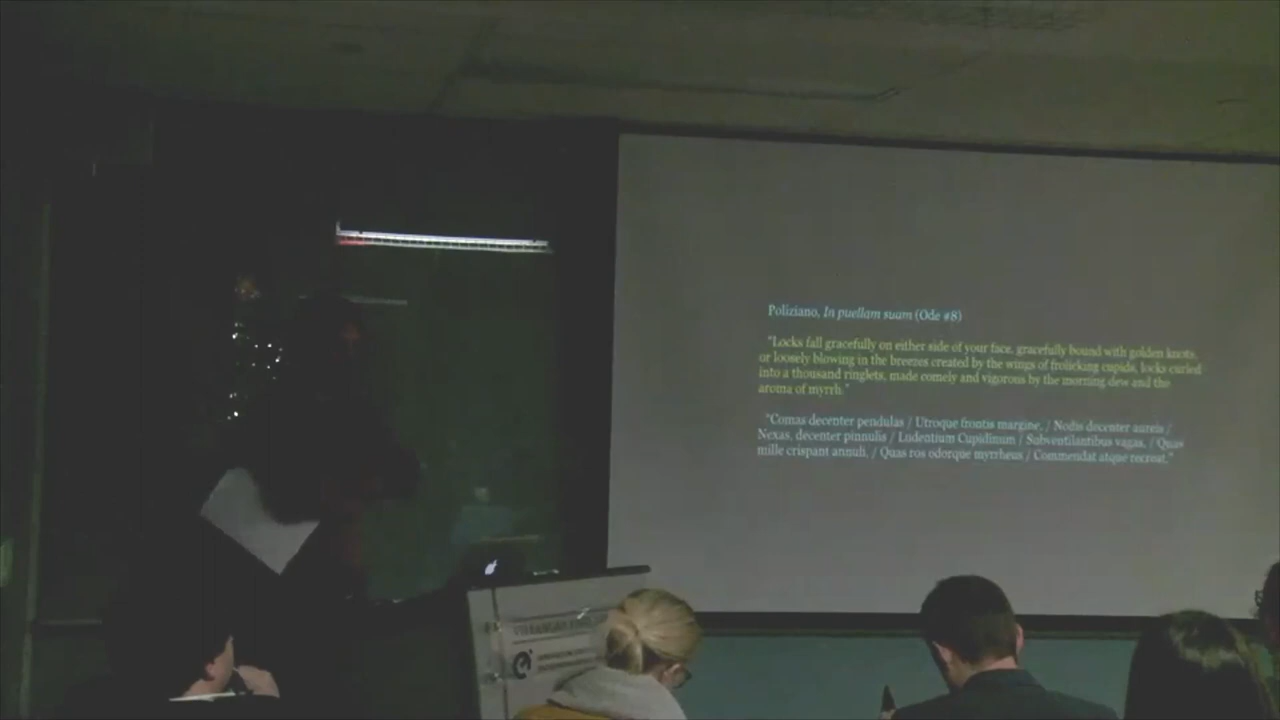 Poliziano, In puellam suam (Ode #8)
"Locks fall gracefully on either side of your face, gracefully bound with golden knots,
or loosely blowing in the breezes created by the wings of frolicking cupids, locks curled
into a thousand ringlets, made comely and vigorous by the morning dew and the
aroma of myrrh."
"Comas decenter pendulas / Utroque frontis margine, / Nodis decenter aureis /
Nexas, decenter pinnulis / Ludentium Cupidinum / Subventilantibus vagas, / Quas
mille crispant annuli, / Quas ros odorque myrrheus / Commendat atque recreat."